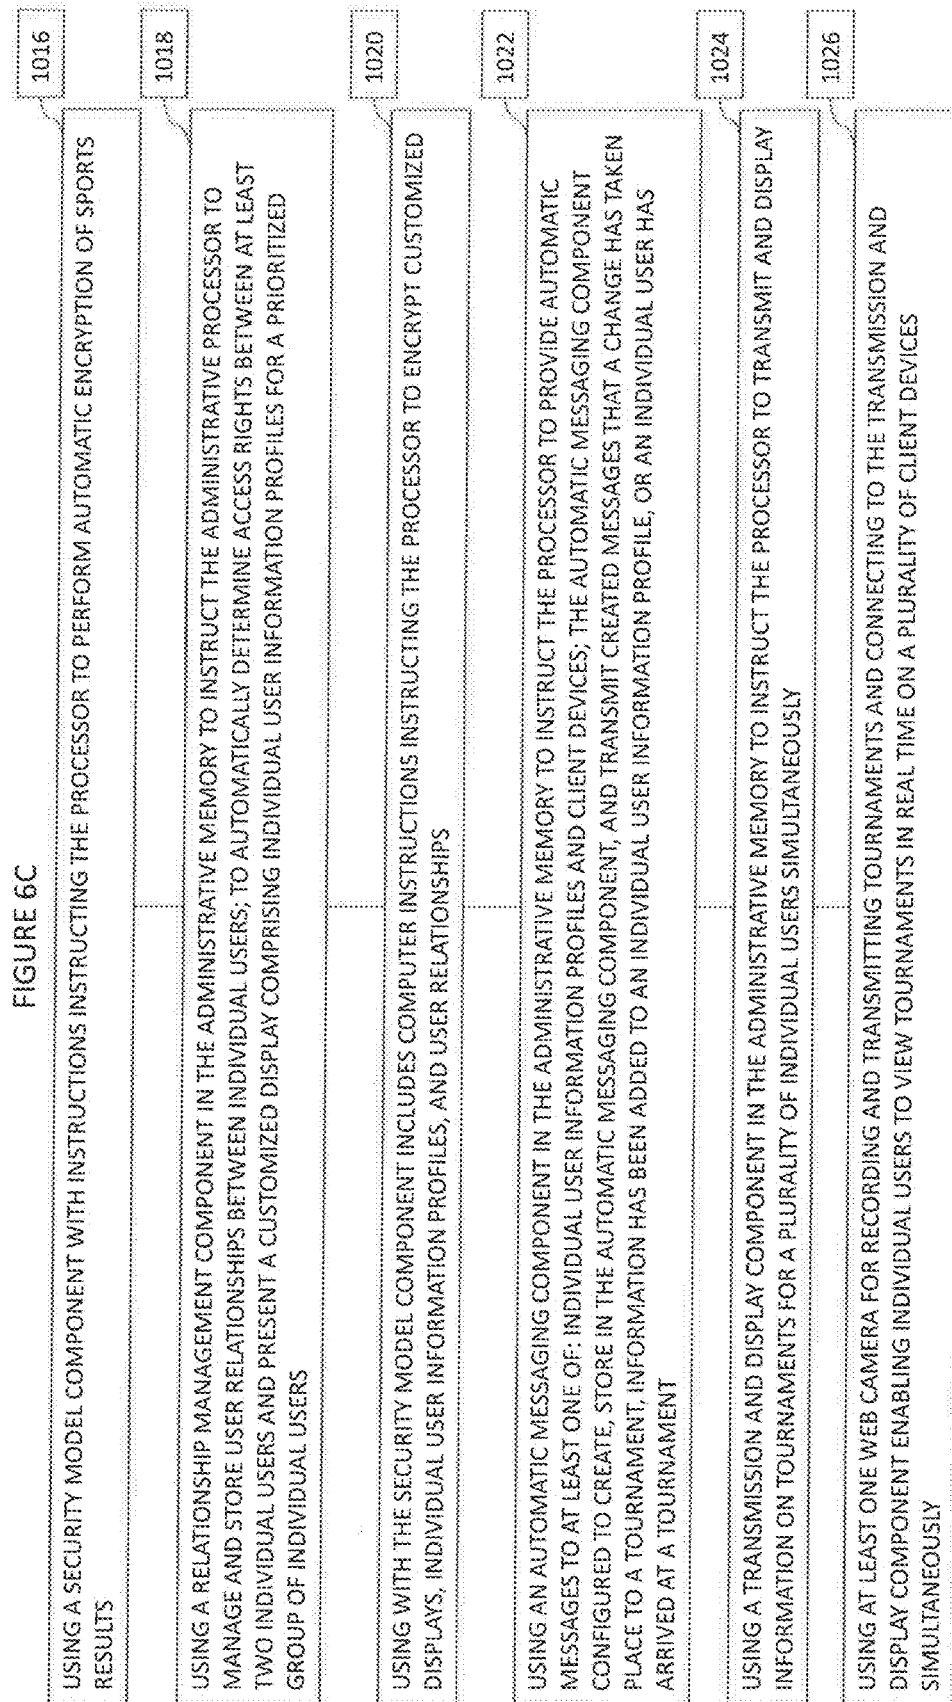 FIGURE 6C
1016
USING A SECURITY MODEL COMPONENT WITH INSTRUCTIONS INSTRUCTING THE PROCESSOR TO PERFORM AUTOMATIC ENCRYPTION OF SPORTS
RESULTS
1018
USING A RELATIONSHIP MANAGEMENT COMPONENT IN THE ADMINISTRATIVE MEMORY TO INSTRUCT THE ADMINISTRATIVE PROCESSOR TO
MANAGE AND STORE USER RELATIONSHIPS BETWEEN INDIVIDUAL USERS; TO AUTOMATICALLY DETERMINE ACCESS RIGHTS BETWEEN AT LEAST
TWO INDIVIDUAL USERS AND PRESENT A CUSTOMIZED DISPLAY COMPRISING INDIVIDUAL USER INFORMATION PROFILES FOR A PRIORITIZED
GROUP OF INDIVIDUAL USERS
1020
USING WITH THE SECURITY MODEL COMPONENT INCLUDES COMPUTER INSTRUCTIONS INSTRUCTING THE PROCESSOR TO ENCRYPT CUSTOMIZED
DISPLAYS, INDIVIDUAL USER INFORMATION PROFILES, AND USER RELATIONSHIPS
1022
USING AN AUTOMATIC MESSAGING COMPONENT IN THE ADMINISTRATIVE MEMORY TO INSTRUCT THE PROCESSOR TO PROVIDE AUTOMATIC
MESSAGES TO AT LEAST ONE OF: INDIVIDUAL USER INFORMATION PROFILES AND CLIENT DEVICES; THE AUTOMATIC MESSAGING COMPONENT
CONFIGURED TO CREATE, STORE IN THE AUTOMATIC MESSAGING COMPONENT, AND TRANSMIT CREATED MESSAGES THAT A CHANGE HAS TAKEN
PLACE TO A TOURNAMENT, INFORMATION HAS BEEN ADDED TO AN INDIVIDUAL USER INFORMATION PROFILE, OR AN INDIVIDUAL USER HAS
ARRIVED AT A TOURNAMENT
1024
USING A TRANSMISSION AND DISPLAY COMPONENT IN THE ADMINISTRATIVE MEMORY TO INSTRUCT THE PROCESSOR TO TRANSMIT AND DISPLAY
INFORMATION ON TOURNAMENTS FOR A PLURALITY OF INDIVIDUAL USERS SIMULTANEOUSLY
1026
USING AT LEAST ONE WEB CAMERA FOR RECORDING AND TRANSMITTING TOURNAMENTS AND CONNECTING TO THE TRANSMISSION AND
DISPLAY COMPONENT ENABLING INDIVIDUAL USERS TO VIEW TOURNAMENTS IN REAL TIME ON A PLURALITY OF CLIENT DEVICES
SIMULTANEOUSLY